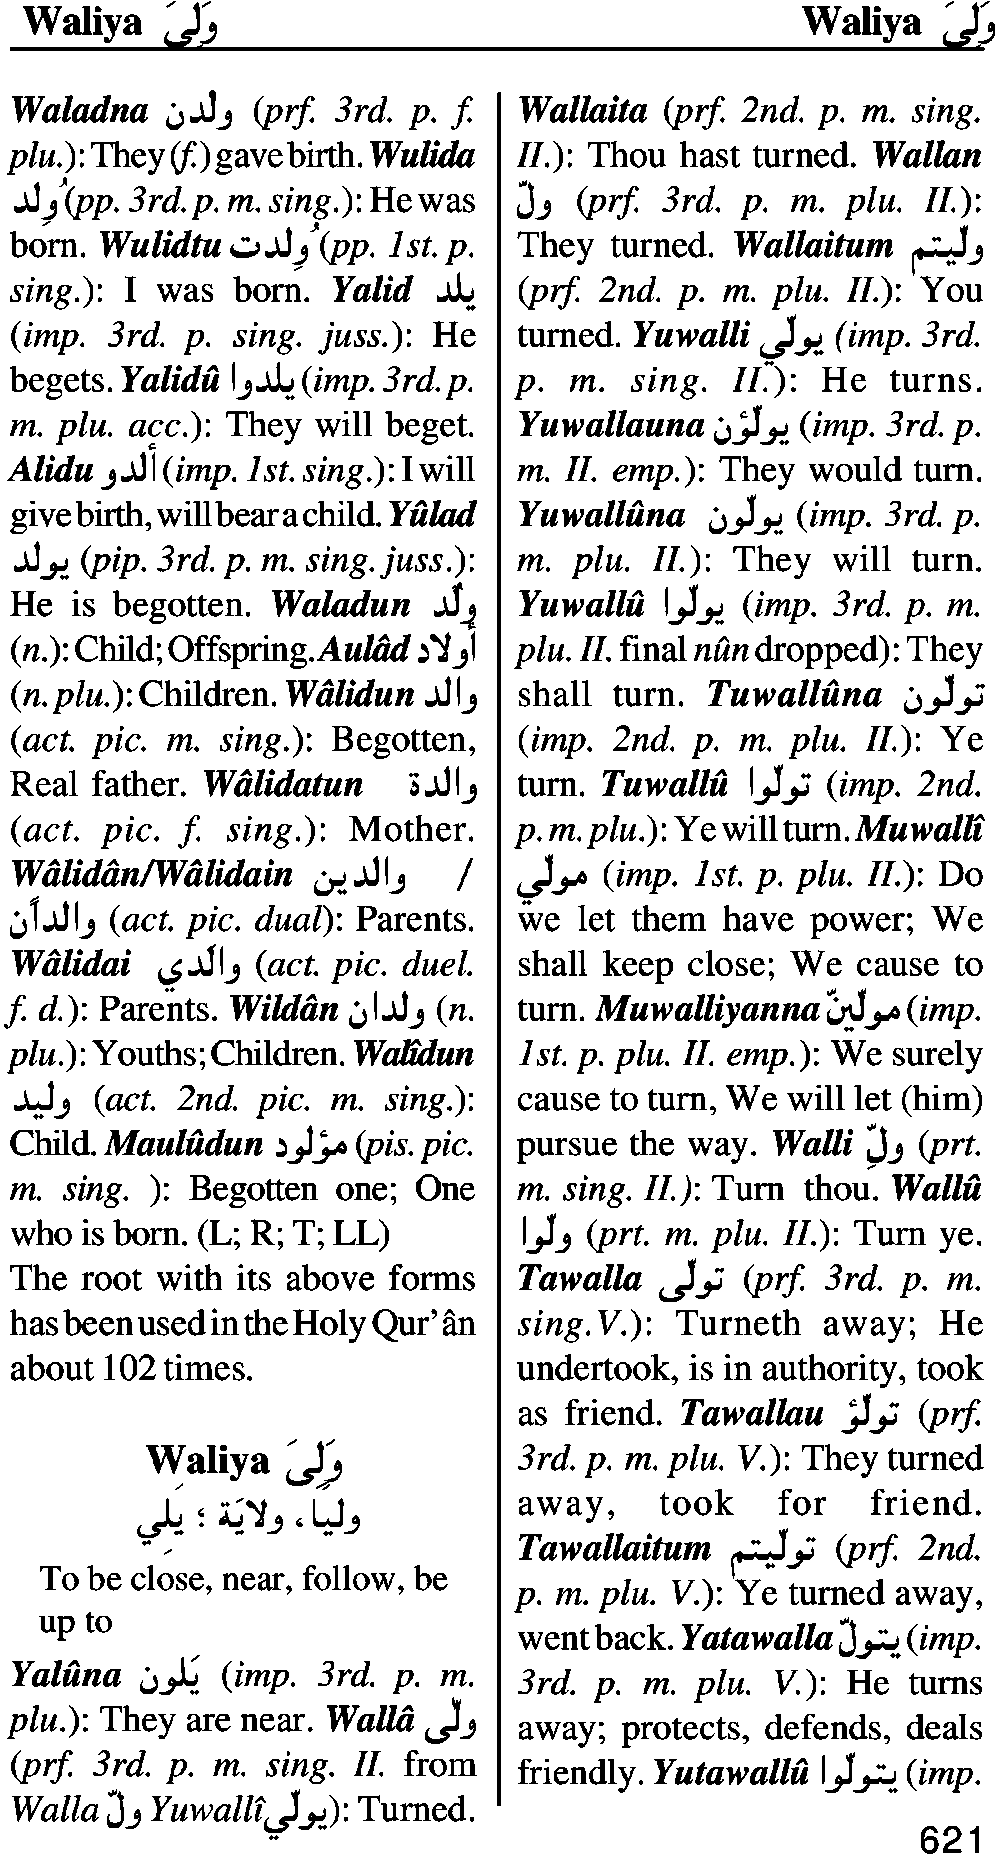 Waliya وَلِىَ
Waliya وَلِىَ
Waladna ولدن (prf. 3rd. p. f.
plu.): They (f.) gave birth. Wulida
وُلِد (pp. 3rd. p. m. sing.): He was
born. Wulidtu وُلِدت (pp. 1st. p.
sing.): I was born. Yalid يلد
(imp. 3rd. p. sing. juss.): He
begets. Yalidû يلدوا (imp. 3rd. p.
m. plu. acc.): They will beget.
Alidu ألدو (imp. 1st. sing.): I will
give birth, will bear a child. Yûlad
يولَد (pip. 3rd. p. m. sing. juss.):
He is begotten. Waladun ولَد
(n.): Child; Offspring. Aulâd أولاد
(n. plu.): Children. Wâlidun والد
(act. pic. m. sing.): Begotten,
Real father. Wâlidatun والدة
(act. pic. f. sing.): Mother.
Wâlidân/Wâlidain والدين /
والدأن (act. pic. dual): Parents.
Wâlidai والدَي (act. pic. duel.
f. d.): Parents. Wildân ولدان (n.
plu.): Youths; Children. Walîdun
وليد (act. 2nd. pic. m. sing.):
Child. Maulûdun مؤلود (pis. pic.
m. sing. ): Begotten one; One
who is born. (L; R; T; LL)
The root with its above forms
has been used in the Holy Qur’ân
about 102 times.
Waliya وَلِىَ
ولياً، ولايَة ؛ يَلِي
To be close, near, follow, be
up to
Yalûna يَلون (imp. 3rd. p. m.
plu.): They are near. Wallâ ولّى
(prf. 3rd. p. m. sing. II. from
Walla ولّ Yuwallî يولّي): Turned.
Wallaita (prf. 2nd. p. m. sing.
II.): Thou hast turned. Wallan
ولّ (prf. 3rd. p. m. plu. II.):
They turned. Wallaitum ولّيتم
(prf. 2nd. p. m. plu. II.): You
turned. Yuwalli يولّي (imp. 3rd.
p. m. sing. II.): He turns.
Yuwallauna يولّؤن (imp. 3rd. p.
m. II. emp.): They would turn.
Yuwallûna يولّون (imp. 3rd. p.
m. plu. II.): They will turn.
Yuwallû يولّوا (imp. 3rd. p. m.
plu. II. final nûn dropped): They
shall turn. Tuwallûna تولّون
(imp. 2nd. p. m. plu. II.): Ye
turn. Tuwallû تولّوا (imp. 2nd.
p. m. plu.): Ye will turn. Muwallî
مولّي (imp. 1st. p. plu. II.): Do
we let them have power; We
shall keep close; We cause to
turn. Muwalliyanna مولّينّ (imp.
1st. p. plu. II. emp.): We surely
cause to turn, We will let (him)
pursue the way. Walli ولِّ (prt.
m. sing. II.): Turn thou. Wallû
ولّوا (prt. m. plu. II.): Turn ye.
Tawalla تولّى (prf. 3rd. p. m.
sing. V.): Turneth away; He
undertook, is in authority, took
as friend. Tawallau تولّؤ (prf.
3rd. p. m. plu. V.): They turned
away, took for friend.
Tawallaitum تولّيتم (prf. 2nd.
p. m. plu. V.): Ye turned away,
went back. Yatawalla يتولّ (imp.
3rd. p. m. plu. V.): He turns
away; protects, defends, deals
friendly. Yutawallû يتولّوا (imp.
621